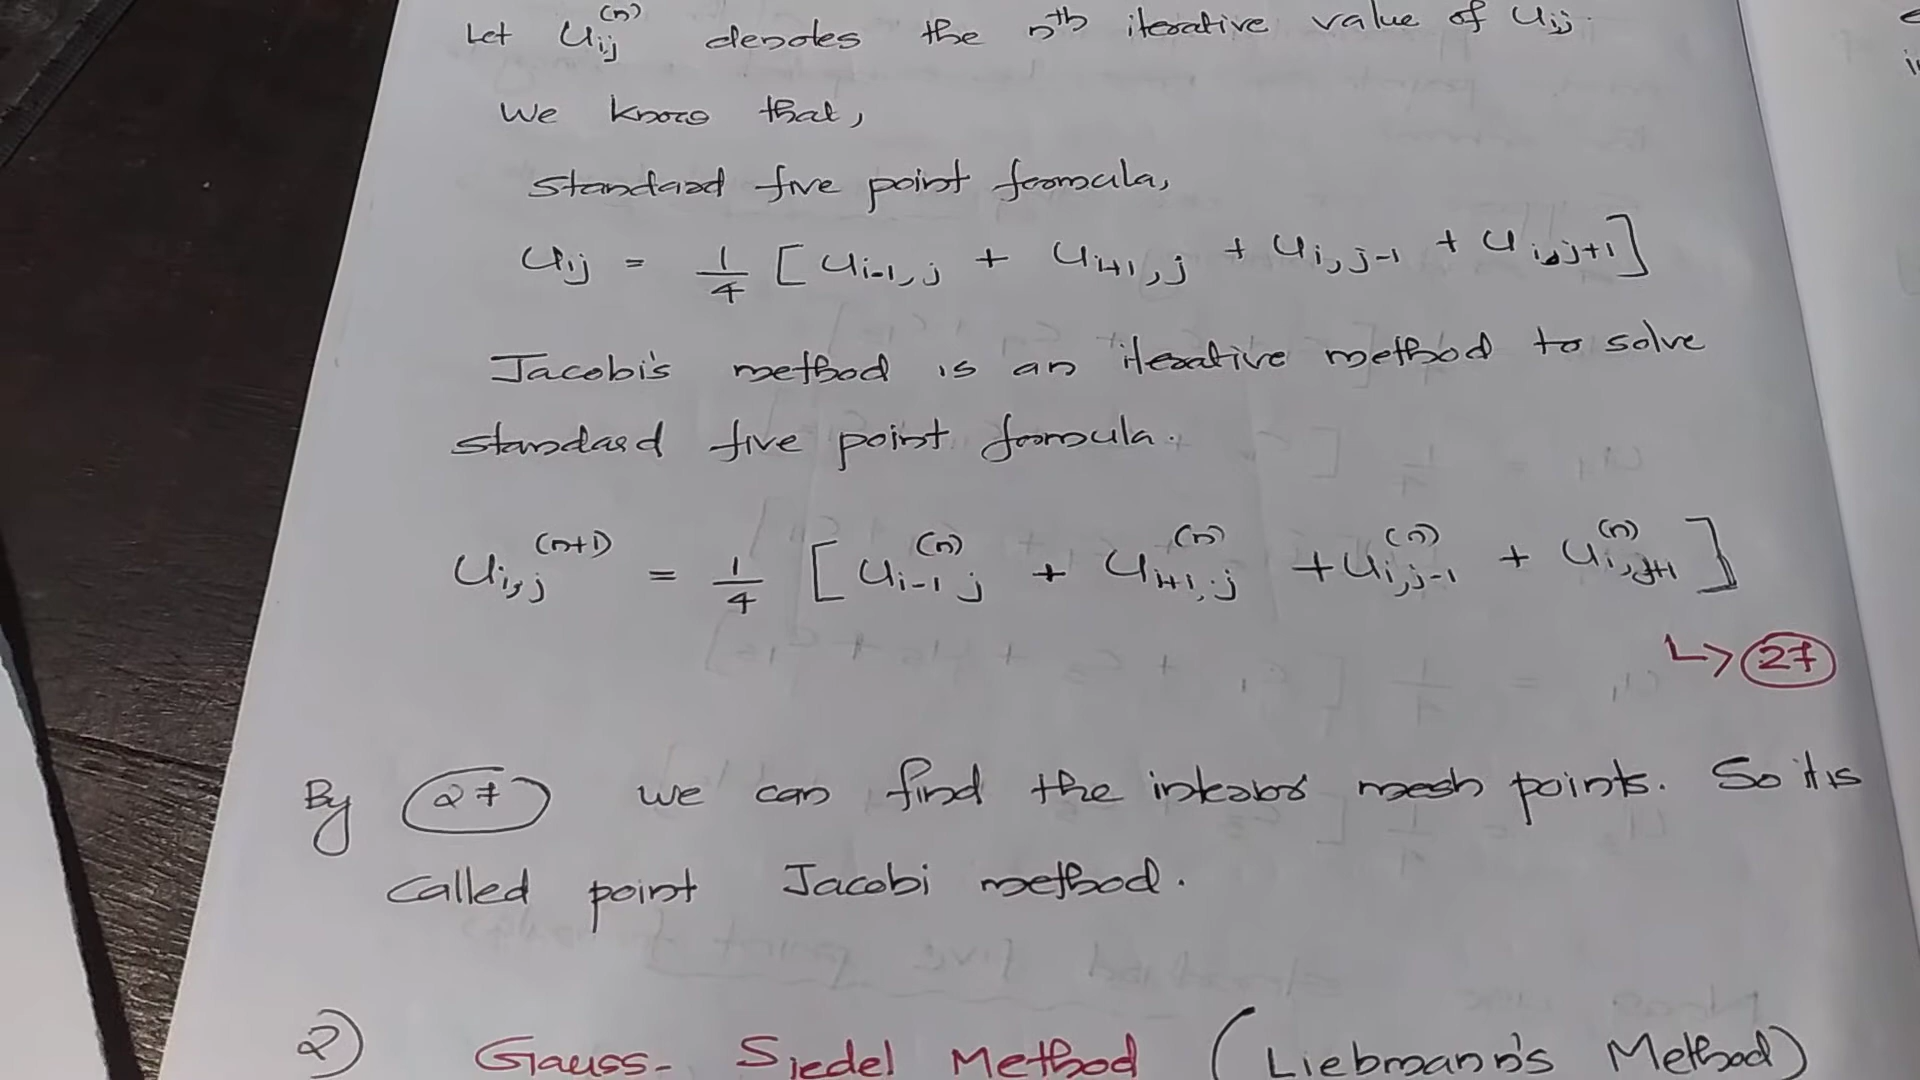 Let u_ij^(n) denotes the nth iterative value of u_ij.
We know that,
Standard five point formula,
u_ij = 1/4 [u_i-1,j + u_i+1,j + u_i,j-1 + u_i,j+1]
Jacobi's method is an iterative method to solve
standard five point formula.
u_i,j^(n+1) = 1/4 [u_i-1 j^(n) + u_i+1,j^(n) + u_i,j-1^(n) + u_i,j+1^(n)]
↳ 27
By 27 we can find the interior mesh points. So it is
called point Jacobi method.
2) Gauss- Siedel Method (Liebmann's Method)